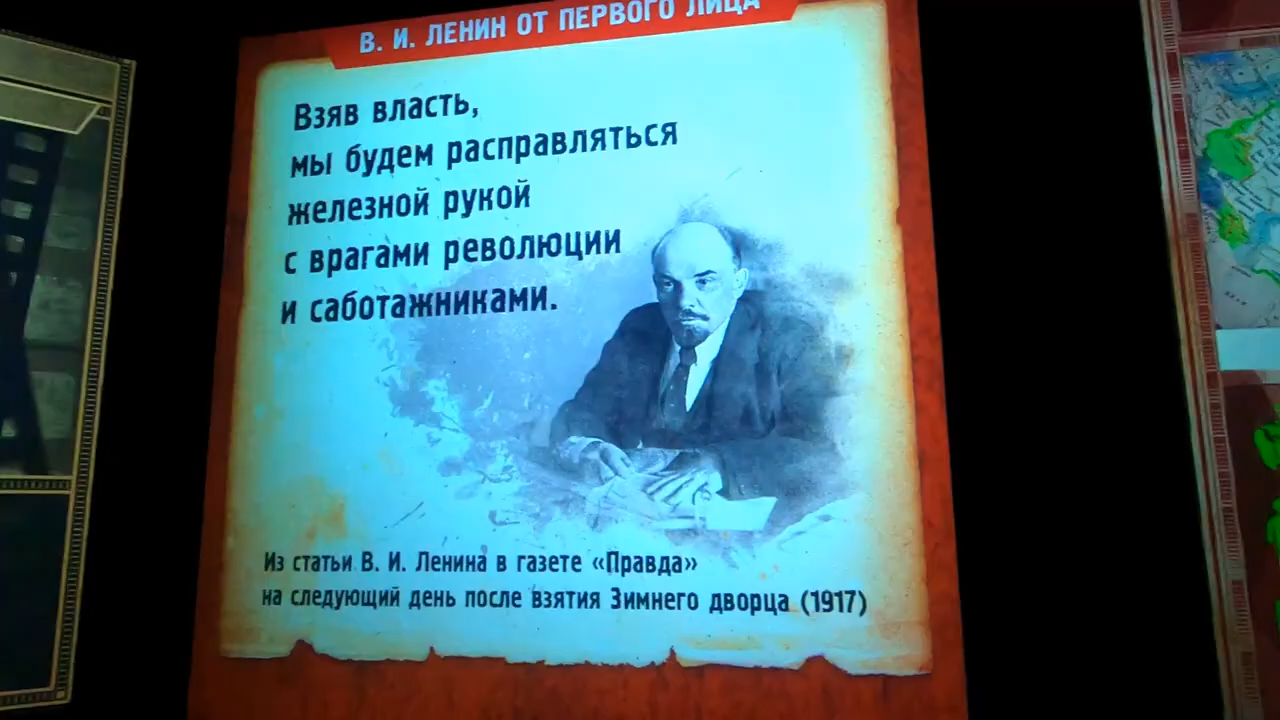 В. И. ЛЕНИН ОТ ПЕРВОГО ЛИЦА
Взяв власть,
мы будем расправляться
железной рукой
с врагами революции
и саботажниками.
Из статьи В. И. Ленина в газете «Правда»
на следующий день после взятия Зимнего дворца (1917)